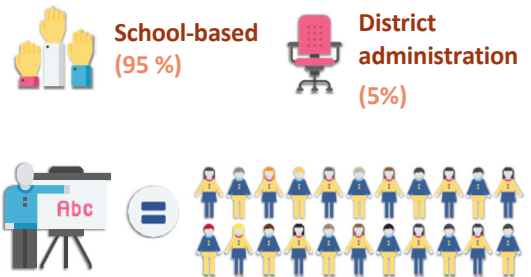 School-based
(95 %)
District
administration
(5%)
Abc
=